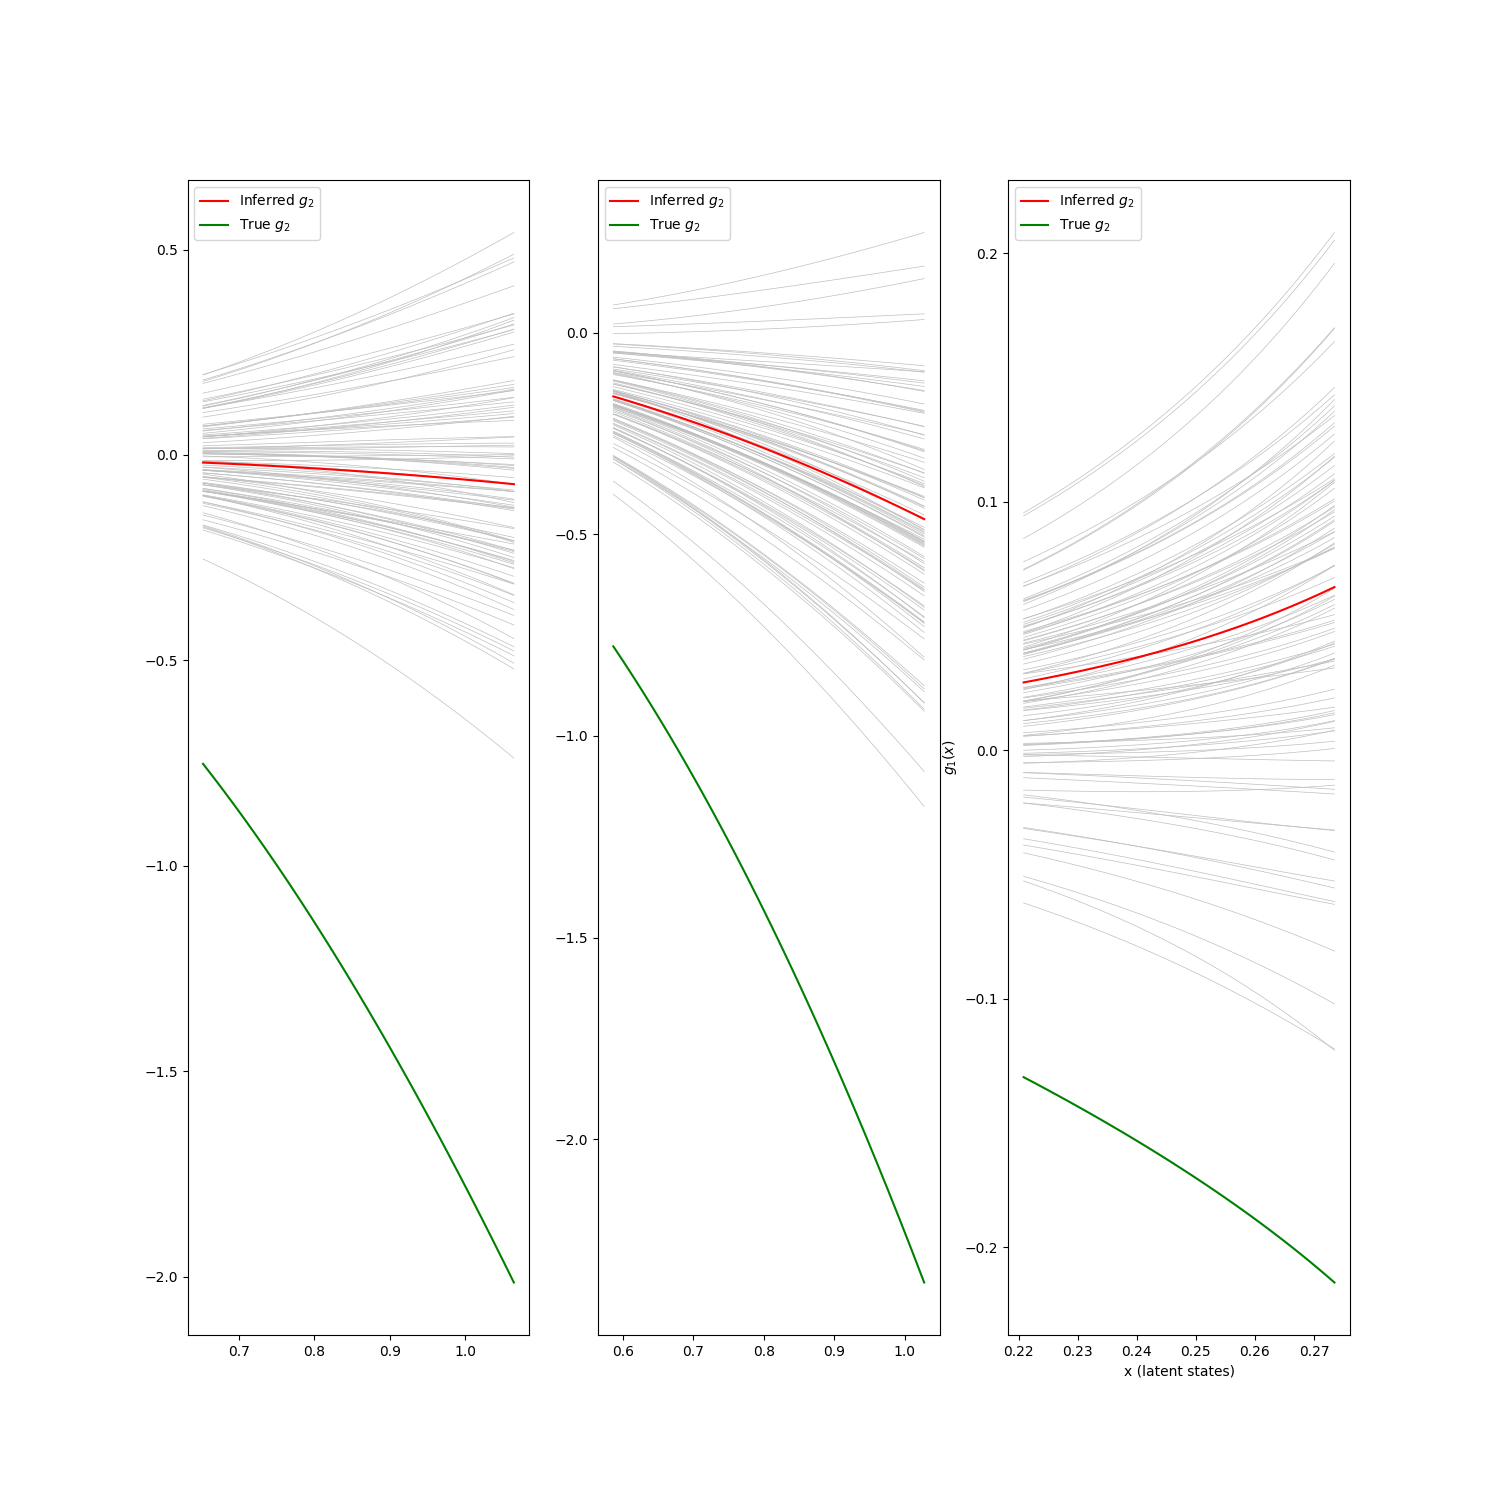 Inferred g₂
True g₂
0.5
0.0
−0.5
−1.0
−1.5
−2.0
0.7 0.8 0.9 1.0
Inferred g₂
True g₂
0.0
−0.5
−1.0
−1.5
−2.0
0.6 0.7 0.8 0.9 1.0
g₁(x)
Inferred g₂
True g₂
0.2
0.1
0.0
−0.1
−0.2
0.22 0.23 0.24 0.25 0.26 0.27
x (latent states)